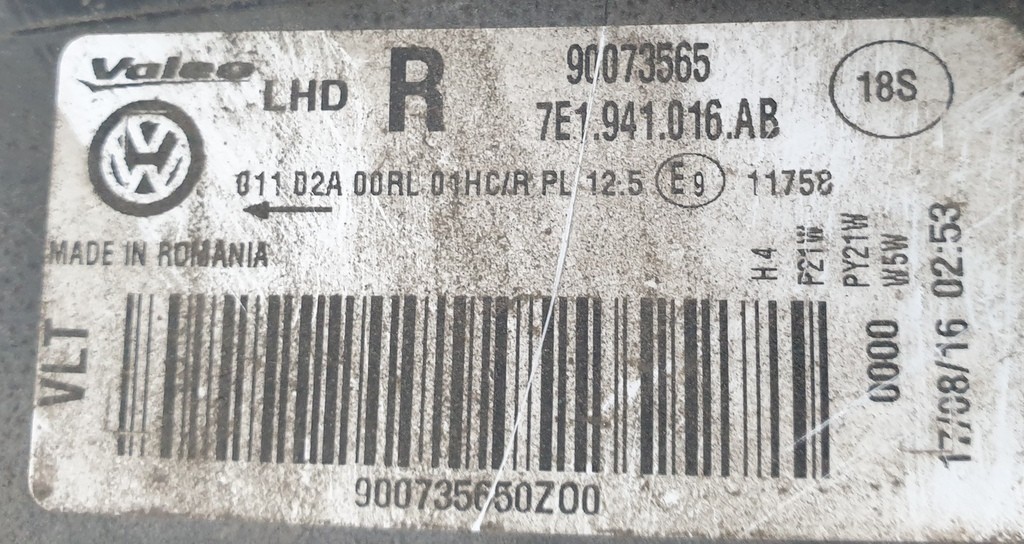 Valeo
LHD
R
90073565
7E1.941.016.AB
18S
011 02A 00RL 01HC/R PL 12.5 E9 11758
MADE IN ROMANIA
H4
P21W
PY21W
W5W
0000
17/08/16 02:53
VLT
900735650Z00